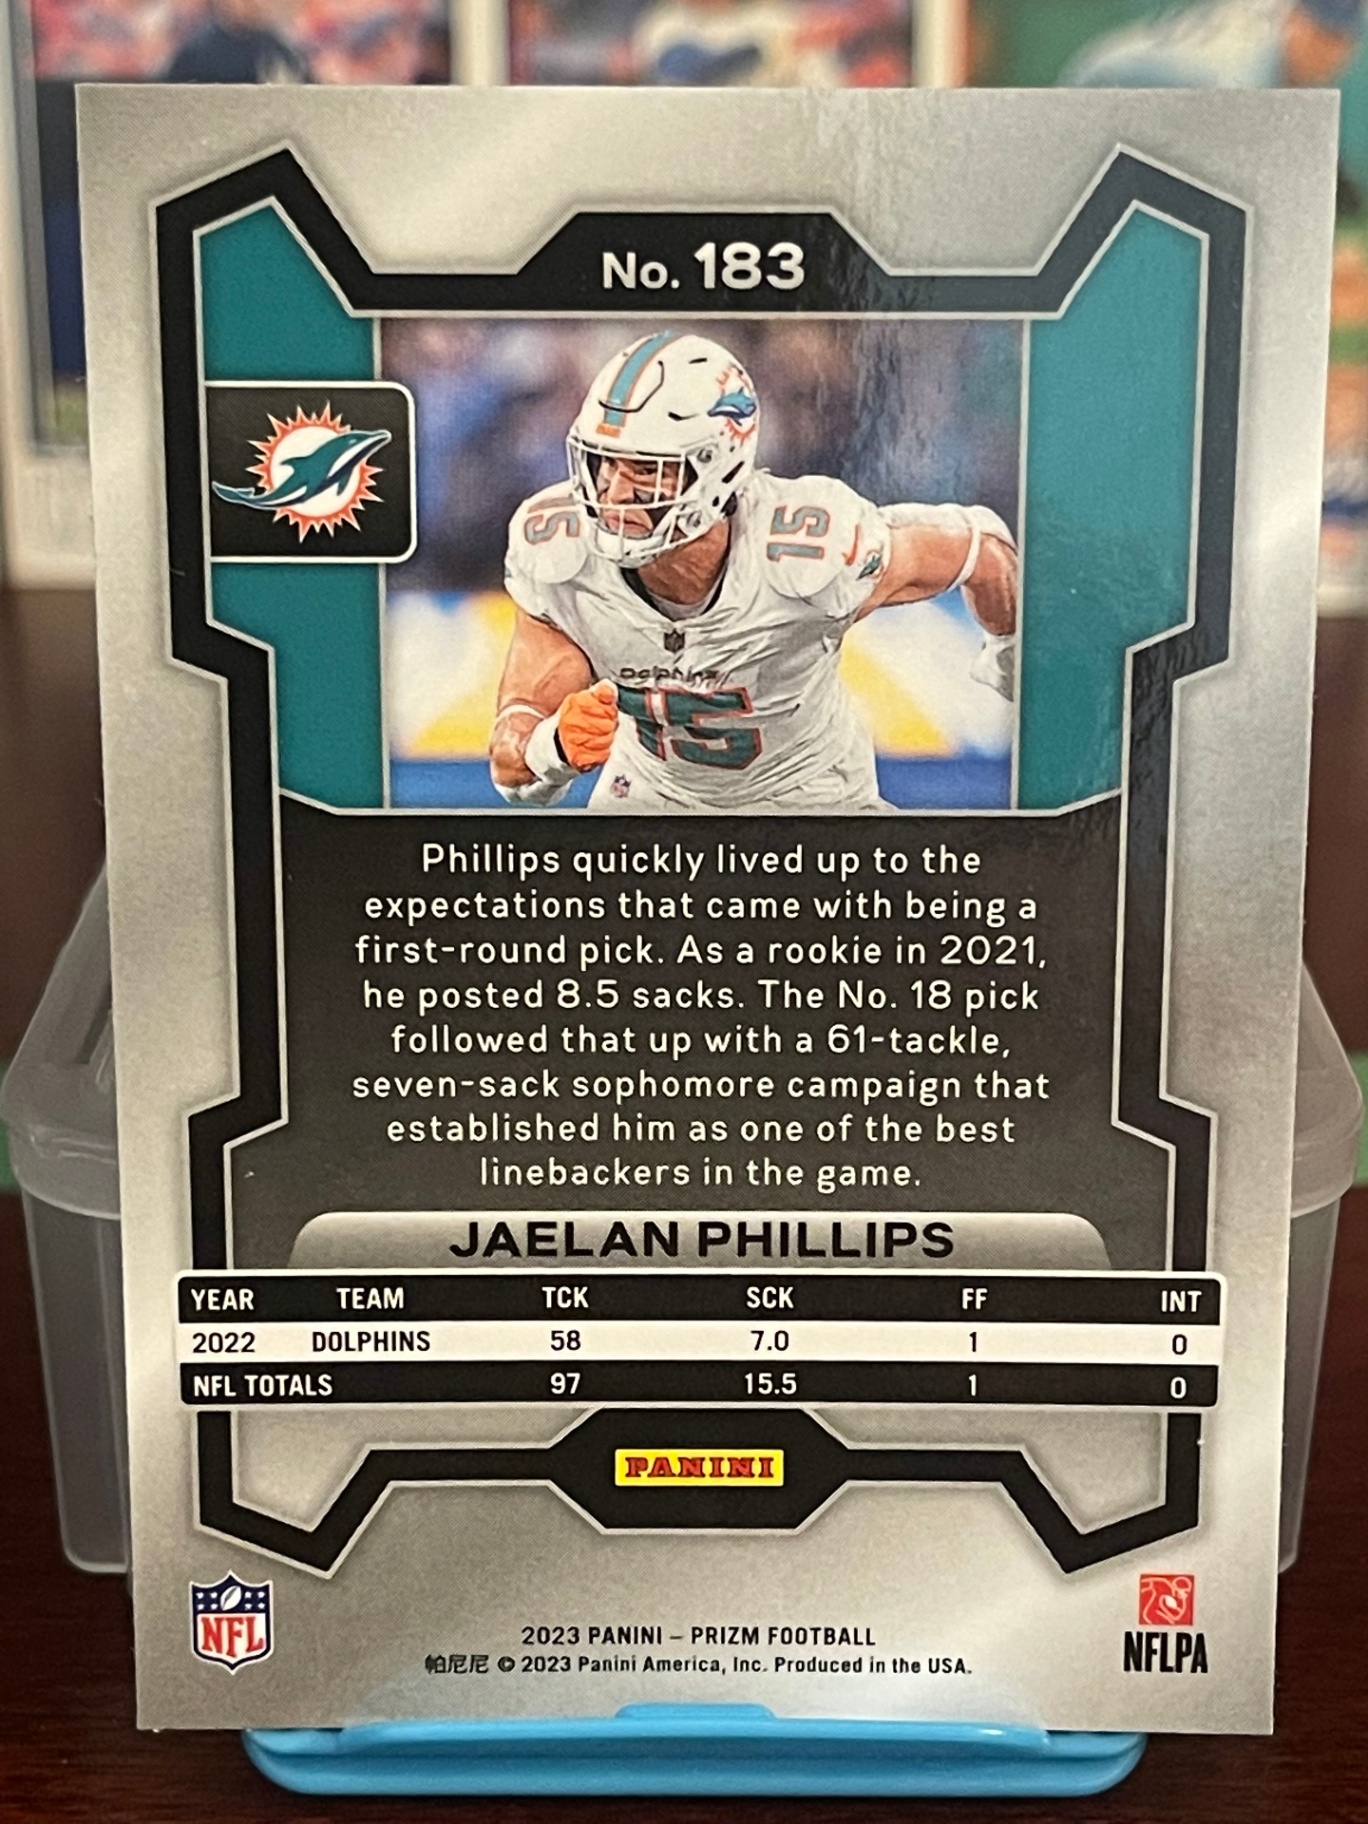 No. 183
15
15
Dolphins
15
Phillips quickly lived up to the
expectations that came with being a
first-round pick. As a rookie in 2021,
he posted 8.5 sacks. The No. 18 pick
followed that up with a 61-tackle,
seven-sack sophomore campaign that
established him as one of the best
linebackers in the game.
JAELAN PHILLIPS
YEAR TEAM TCK SCK FF INT
2022 DOLPHINS 58 7.0 1 0
NFL TOTALS 97 15.5 1 0
PANINI
NFL
NFLPA
2023 PANINI – PRIZM FOOTBALL
帕尼尼 © 2023 Panini America, Inc. Produced in the USA.